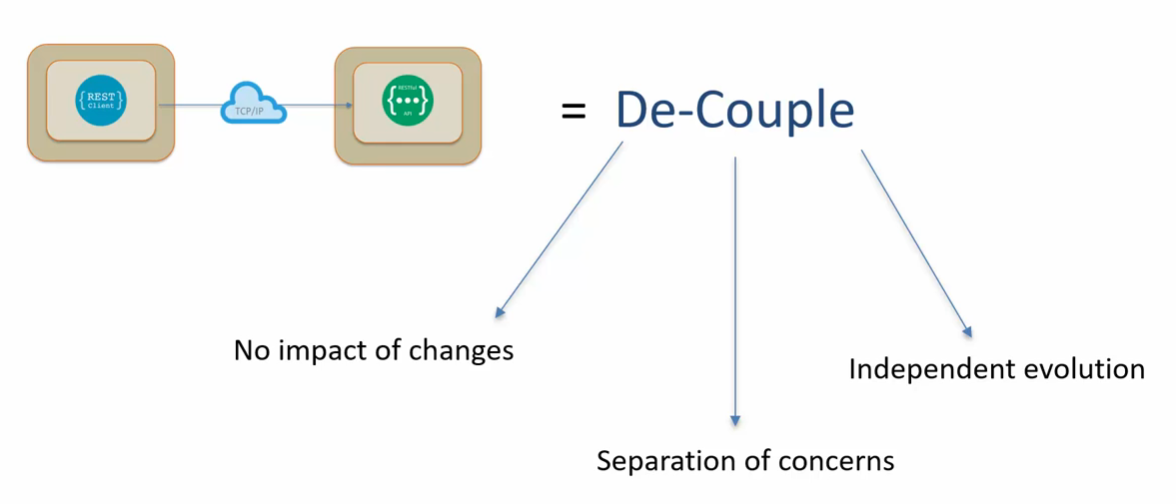 {REST}
Client
TCP/IP
RESTful
{•••}
API
= De-Couple
No impact of changes
Independent evolution
Separation of concerns